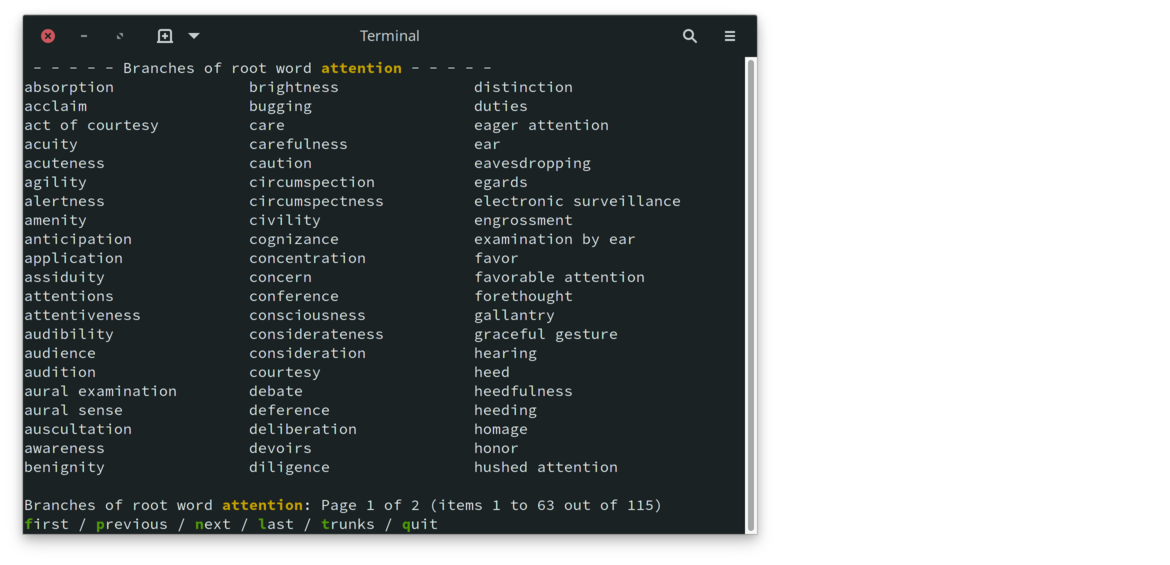 Terminal
- - - - - Branches of root word attention - - - - -
absorption brightness distinction
acclaim bugging duties
act of courtesy care eager attention
acuity carefulness ear
acuteness caution eavesdropping
agility circumspection egards
alertness circumspectness electronic surveillance
amenity civility engrossment
anticipation cognizance examination by ear
application concentration favor
assiduity concern favorable attention
attentions conference forethought
attentiveness consciousness gallantry
audibility considerateness graceful gesture
audience consideration hearing
audition courtesy heed
aural examination debate heedfulness
aural sense deference heeding
auscultation deliberation homage
awareness devoirs honor
benignity diligence hushed attention
Branches of root word attention: Page 1 of 2 (items 1 to 63 out of 115)
first / previous / next / last / trunks / quit